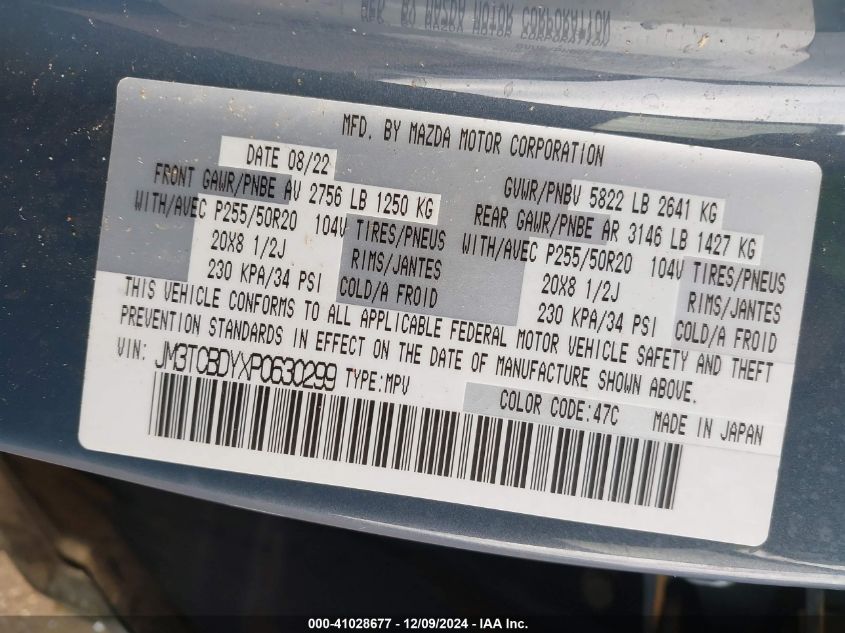 MFD. BY MAZDA MOTOR CORPORATION
DATE 08/22
GVWR/PNBV 5822 LB 2641 KG
FRONT GAWR/PNBE AV 2756 LB 1250 KG
REAR GAWR/PNBE AR 3146 LB 1427 KG
WITH/AVEC P255/50R20 104V TIRES/PNEUS
WITH/AVEC P255/50R20 104V TIRES/PNEUS
20X8 1/2J RIMS/JANTES
20X8 1/2J RIMS/JANTES
230 KPA/34 PSI COLD/A FROID
230 KPA/34 PSI COLD/A FROID
THIS VEHICLE CONFORMS TO ALL APPLICABLE FEDERAL MOTOR VEHICLE SAFETY AND THEFT
PREVENTION STANDARDS IN EFFECT ON THE DATE OF MANUFACTURE SHOWN ABOVE.
VIN: JM3TCBDYXP0630299 TYPE:MPV
COLOR CODE:47C MADE IN JAPAN
000-41028677 - 12/09/2024 - IAA Inc.